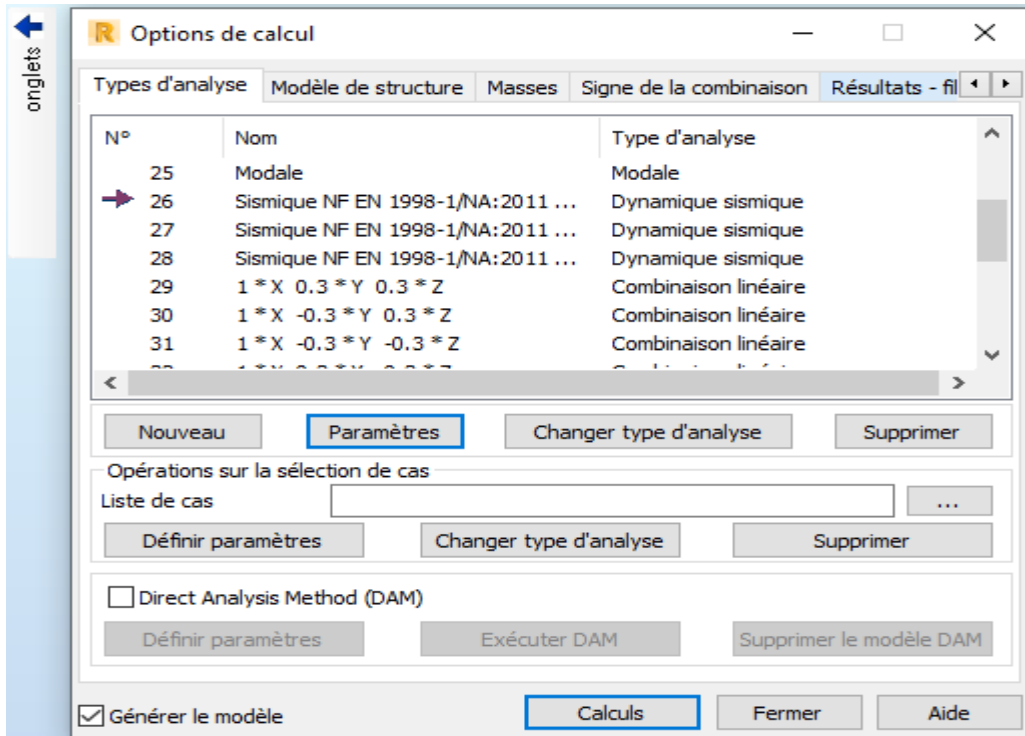 onglets
R Options de calcul
Types d'analyse Modèle de structure Masses Signe de la combinaison Résultats - fil
N° Nom Type d'analyse
25 Modale Modale
26 Sismique NF EN 1998-1/NA:2011 ... Dynamique sismique
27 Sismique NF EN 1998-1/NA:2011 ... Dynamique sismique
28 Sismique NF EN 1998-1/NA:2011 ... Dynamique sismique
29 1 * X 0.3 * Y 0.3 * Z Combinaison linéaire
30 1 * X -0.3 * Y 0.3 * Z Combinaison linéaire
31 1 * X -0.3 * Y -0.3 * Z Combinaison linéaire
Nouveau Paramètres Changer type d'analyse Supprimer
Opérations sur la sélection de cas
Liste de cas ...
Définir paramètres Changer type d'analyse Supprimer
Direct Analysis Method (DAM)
Définir paramètres Exécuter DAM Supprimer le modèle DAM
Générer le modèle Calculs Fermer Aide